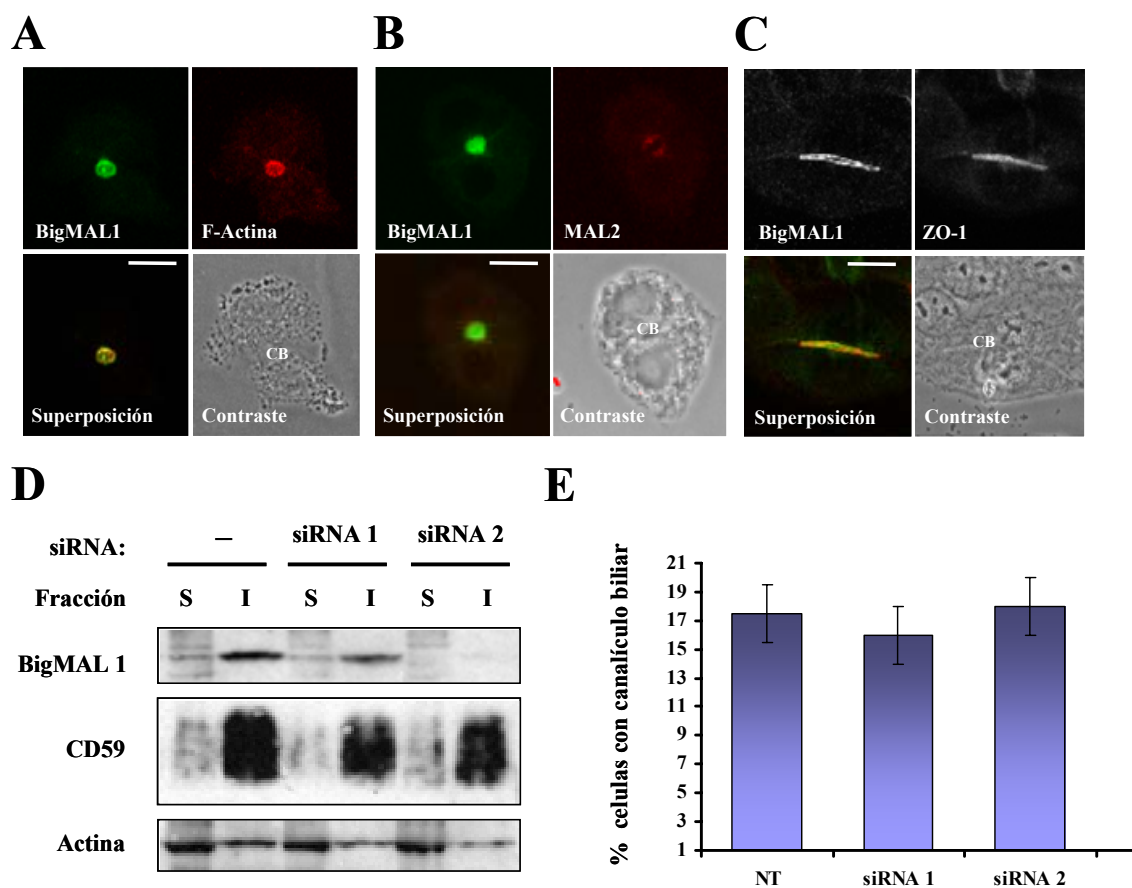 A
B
C
BigMAL1
F-Actina
Superposición
CB
Contraste
BigMAL1
MAL2
Superposición
CB
Contraste
BigMAL1
ZO-1
Superposición
CB
Contraste
D
siRNA:
–
siRNA 1
siRNA 2
Fracción
S
I
S
I
S
I
BigMAL 1
CD59
Actina
E
% celulas con canalículo biliar
21
19
17
15
13
11
9
7
5
3
1
NT
siRNA 1
siRNA 2